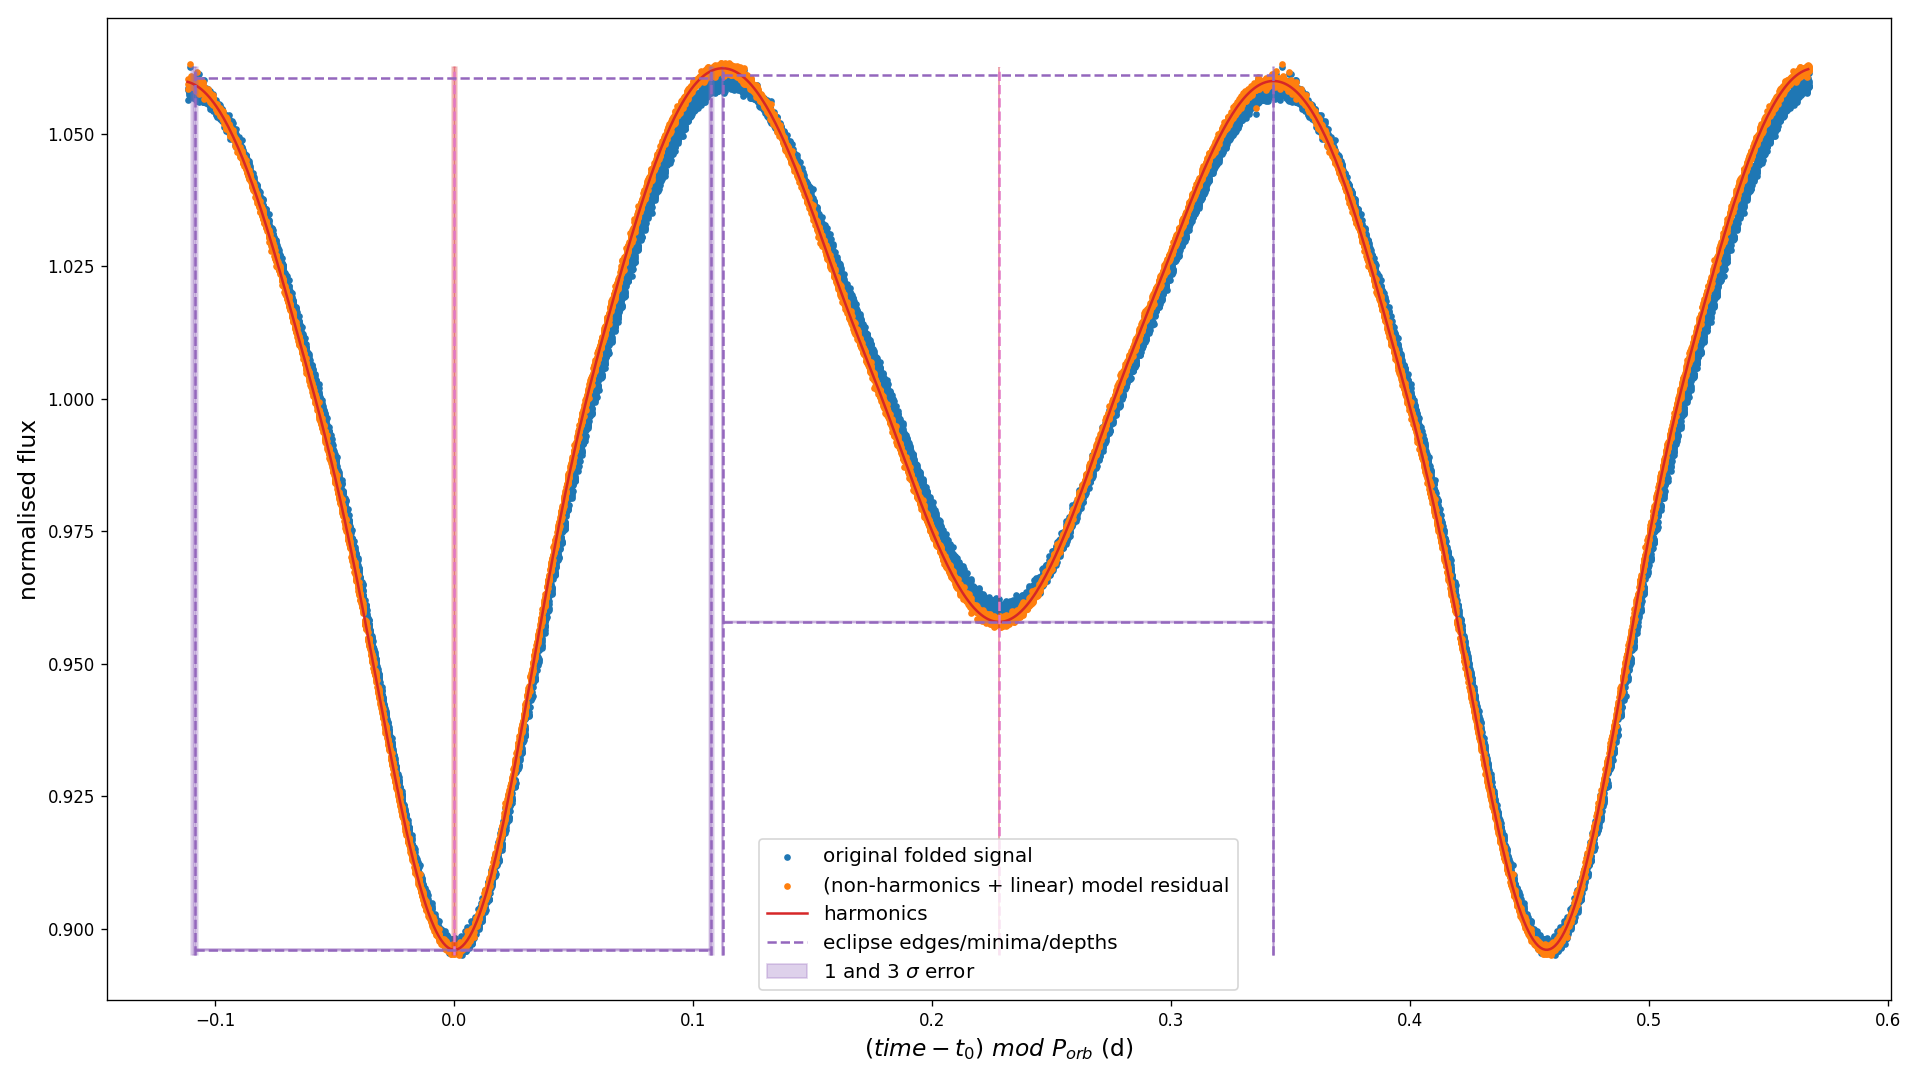 normalised flux
1.050
1.025
1.000
0.975
0.950
0.925
0.900
original folded signal
(non-harmonics + linear) model residual
harmonics
eclipse edges/minima/depths
1 and 3 σ error
−0.1 0.0 0.1 0.2 0.3 0.4 0.5 0.6
(time − t₀) mod P_orb (d)